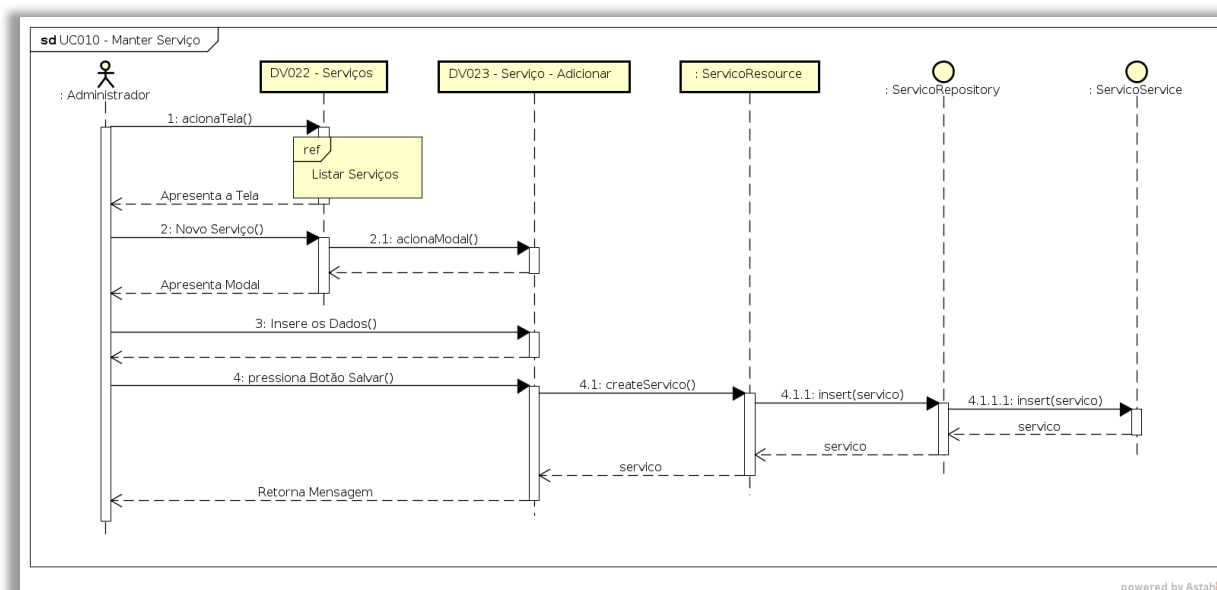 sd UC010 - Manter Serviço
: Administrador
DV022 - Serviços
DV023 - Serviço - Adicionar
: ServicoResource
: ServicoRepository
: ServicoService
1: acionaTela()
ref
Listar Serviços
Apresenta a Tela
2: Novo Serviço()
2.1: acionaModal()
Apresenta Modal
3: Insere os Dados()
4: pressiona Botão Salvar()
4.1: createServico()
4.1.1: insert(servico)
4.1.1.1: insert(servico)
servico
servico
servico
Retorna Mensagem
powered by Astah